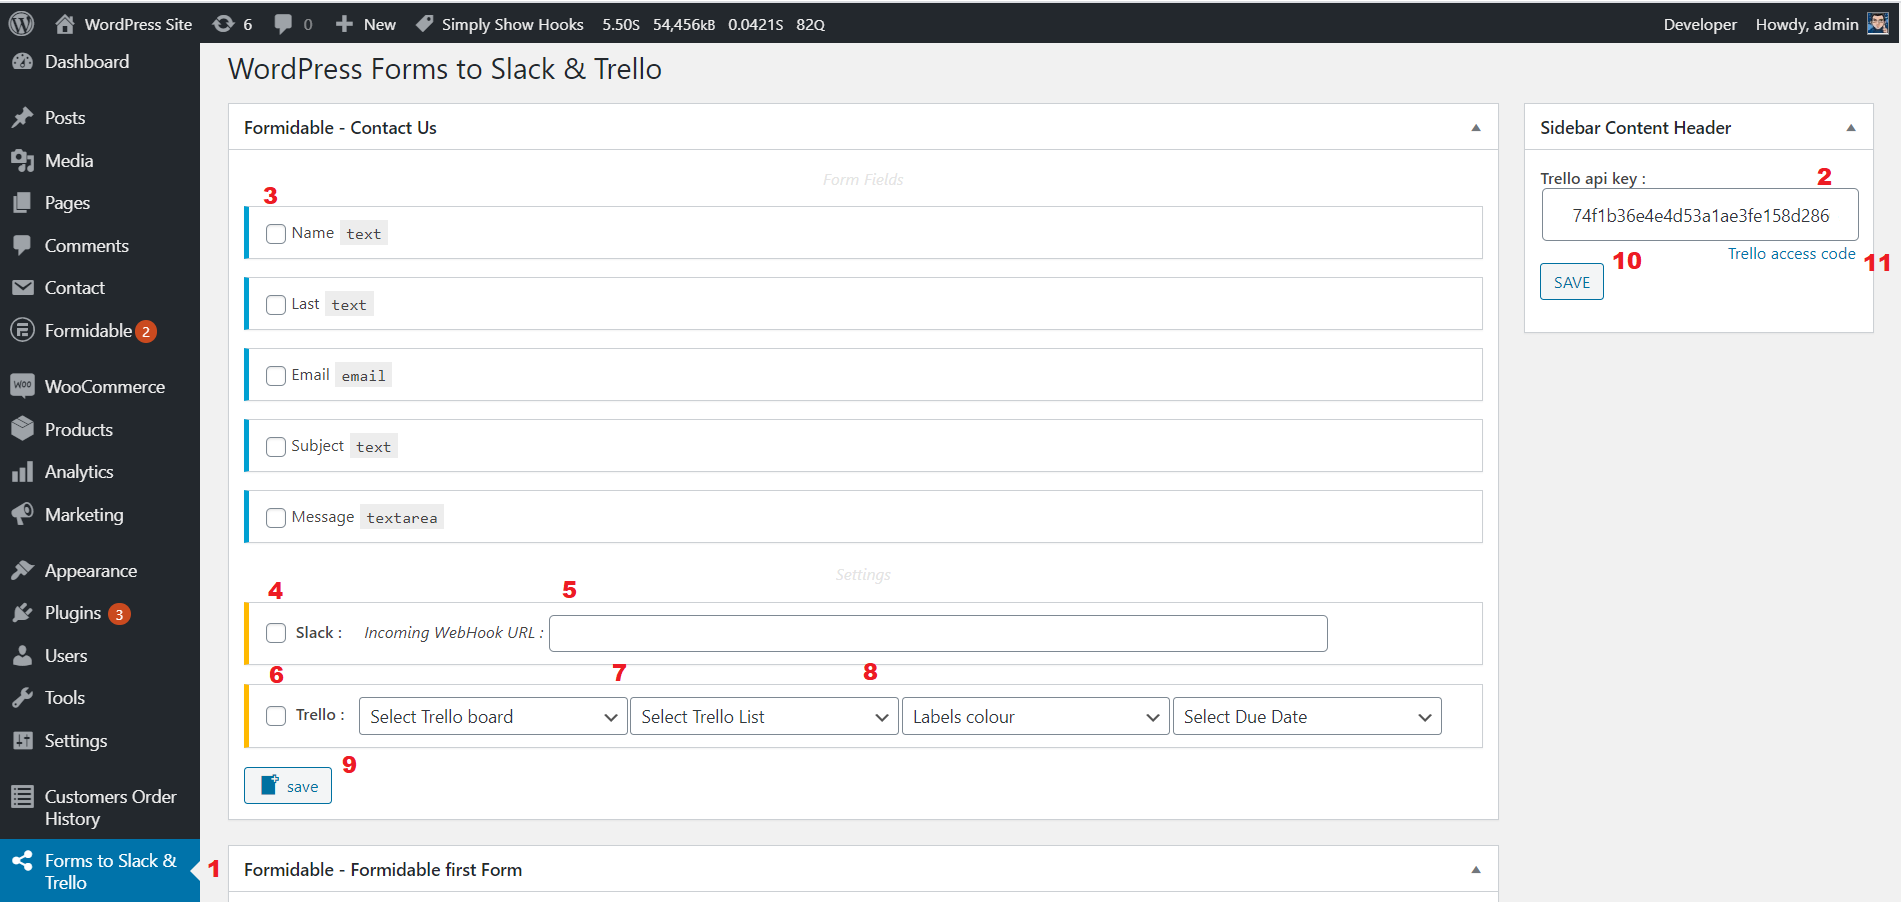 WordPress Site 6 0 New Simply Show Hooks 5.50S 54,456KB 0.0421S 82Q Developer Howdy, admin
Dashboard
Posts
Media
Pages
Comments
Contact
Formidable 2
WooCommerce
Products
Analytics
Marketing
Appearance
Plugins 3
Users
Tools
Settings
Customers Order
History
Forms to Slack &
Trello
1
WordPress Forms to Slack & Trello
Formidable - Contact Us
Form Fields
3
Name text
Last text
Email email
Subject text
Message textarea
Settings
4 5
Slack : Incoming WebHook URL :
6 7 8
Trello : Select Trello board Select Trello List Labels colour Select Due Date
9
save
Formidable - Formidable first Form
Sidebar Content Header
Trello api key : 2
74f1b36e4e4d53a1ae3fe158d286
Trello access code 11
10
SAVE